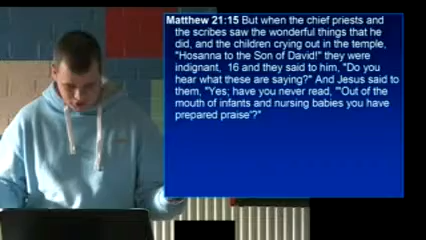 Matthew 21:15 But when the chief priests and
the scribes saw the wonderful things that he
did, and the children crying out in the temple,
"Hosanna to the Son of David!" they were
indignant,  16 and they said to him, "Do you
hear what these are saying?" And Jesus said to
them, "Yes; have you never read, "'Out of the
mouth of infants and nursing babies you have
prepared praise'?"